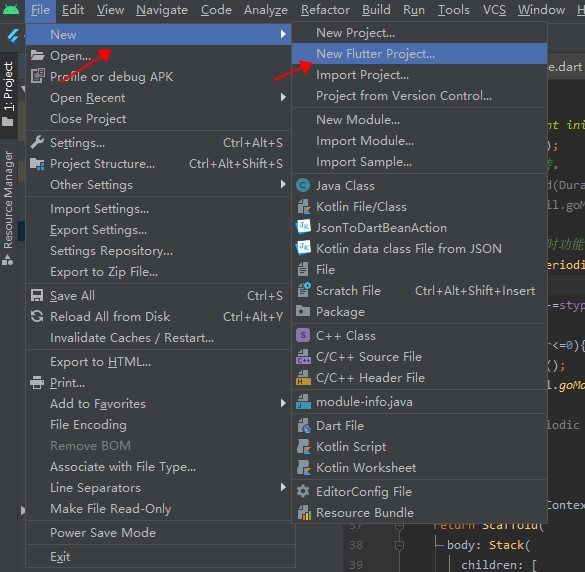 File Edit View Navigate Code Analyze Refactor Build Run Tools VCS Window H
New
Open...
Profile or debug APK
Open Recent
Close Project
Settings... Ctrl+Alt+S
Project Structure... Ctrl+Alt+Shift+S
Other Settings
Import Settings...
Export Settings...
Settings Repository...
Export to Zip File...
Save All Ctrl+S
Reload All from Disk Ctrl+Alt+Y
Invalidate Caches / Restart...
Export to HTML...
Print...
Add to Favorites
File Encoding
Remove BOM
Associate with File Type...
Line Separators
Make File Read-Only
Power Save Mode
Exit
New Project...
New Flutter Project...
Import Project...
Project from Version Control...
New Module...
Import Module...
Import Sample...
Java Class
Kotlin File/Class
JsonToDartBeanAction
Kotlin data class File from JSON
File
Scratch File Ctrl+Alt+Shift+Insert
Package
C++ Class
C/C++ Source File
C/C++ Header File
module-info.java
Dart File
Kotlin Script
Kotlin Worksheet
EditorConfig File
Resource Bundle
1: Project
Resource Manager
e.dart
nt ini
);
d(Dura
l.goM
时功能
eriodi
-=styp
r<=0){
();
l.goMa
iodic
Contex
37 return Scaffold(
38 body: Stack(
39 children: [